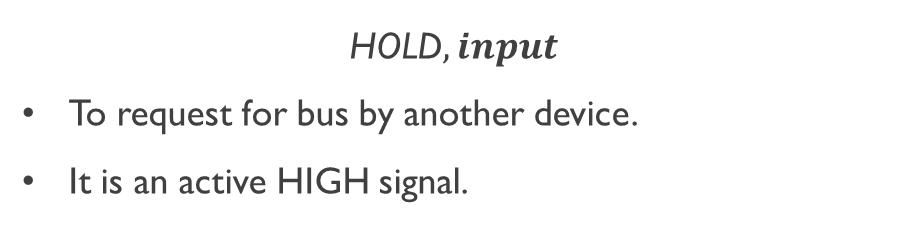 HOLD, input
• To request for bus by another device.
• It is an active HIGH signal.